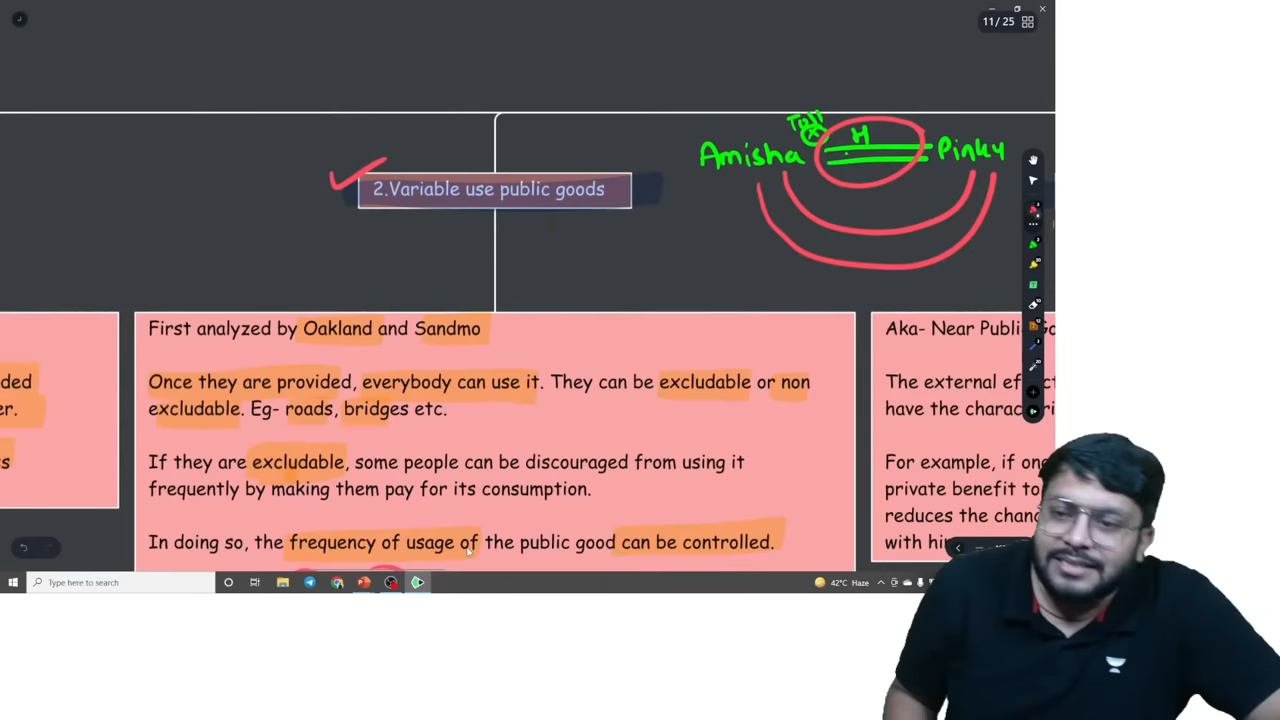 11/25
Toll
H
Amisha
Pinky
2.Variable use public goods
ded
er.
s
First analyzed by Oakland and Sandmo
Once they are provided, everybody can use it. They can be excludable or non
excludable. Eg- roads, bridges etc.
If they are excludable, some people can be discouraged from using it
frequently by making them pay for its consumption.
In doing so, the frequency of usage of the public good can be controlled.
Aka- Near Publi
The external ef
have the charac
For example, if on
private benefit to
reduces the chan
with hi
Type here to search
42°C Haze